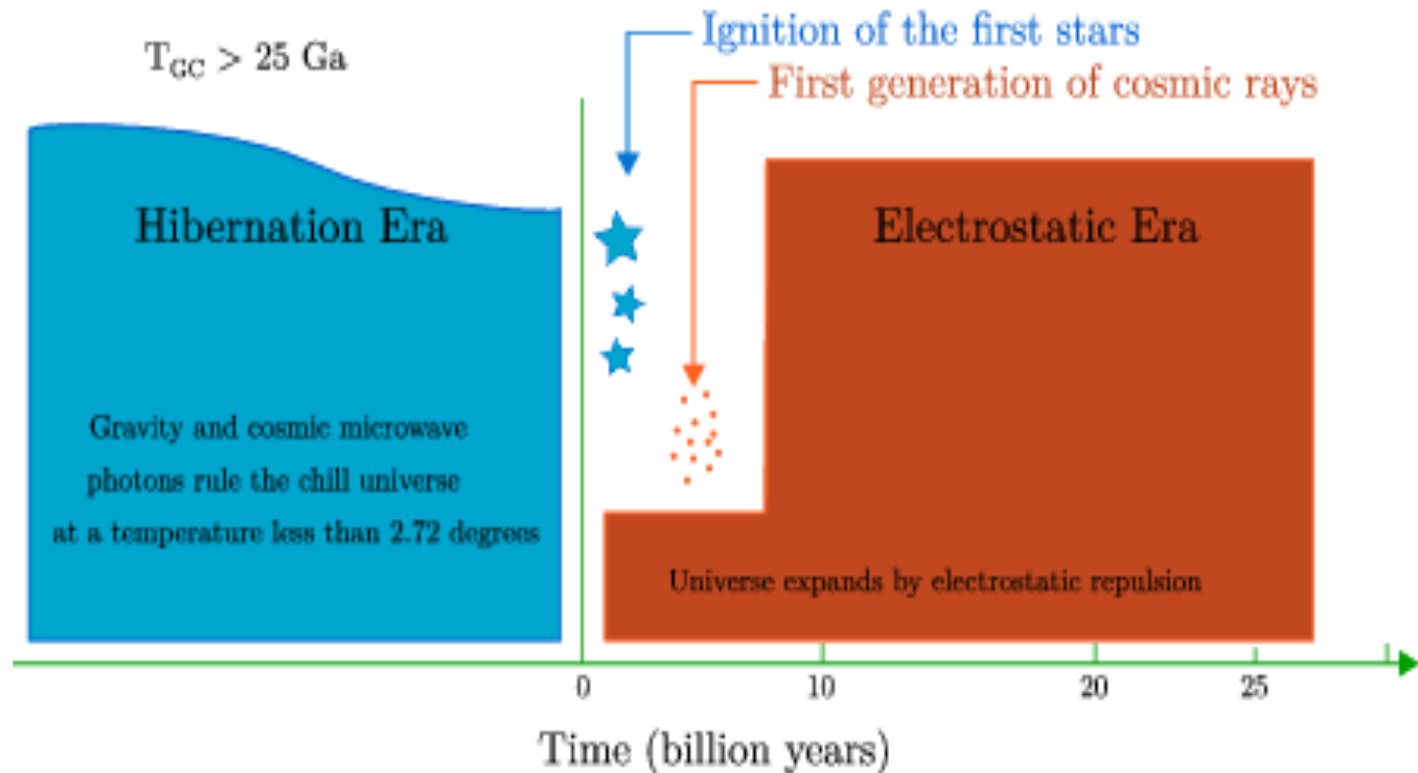 T_GC > 25 Ga
Ignition of the first stars
First generation of cosmic rays
Hibernation Era
Electrostatic Era
Gravity and cosmic microwave
photons rule the chill universe
at a temperature less than 2.72 degrees
Universe expands by electrostatic repulsion
0 10 20 25
Time (billion years)